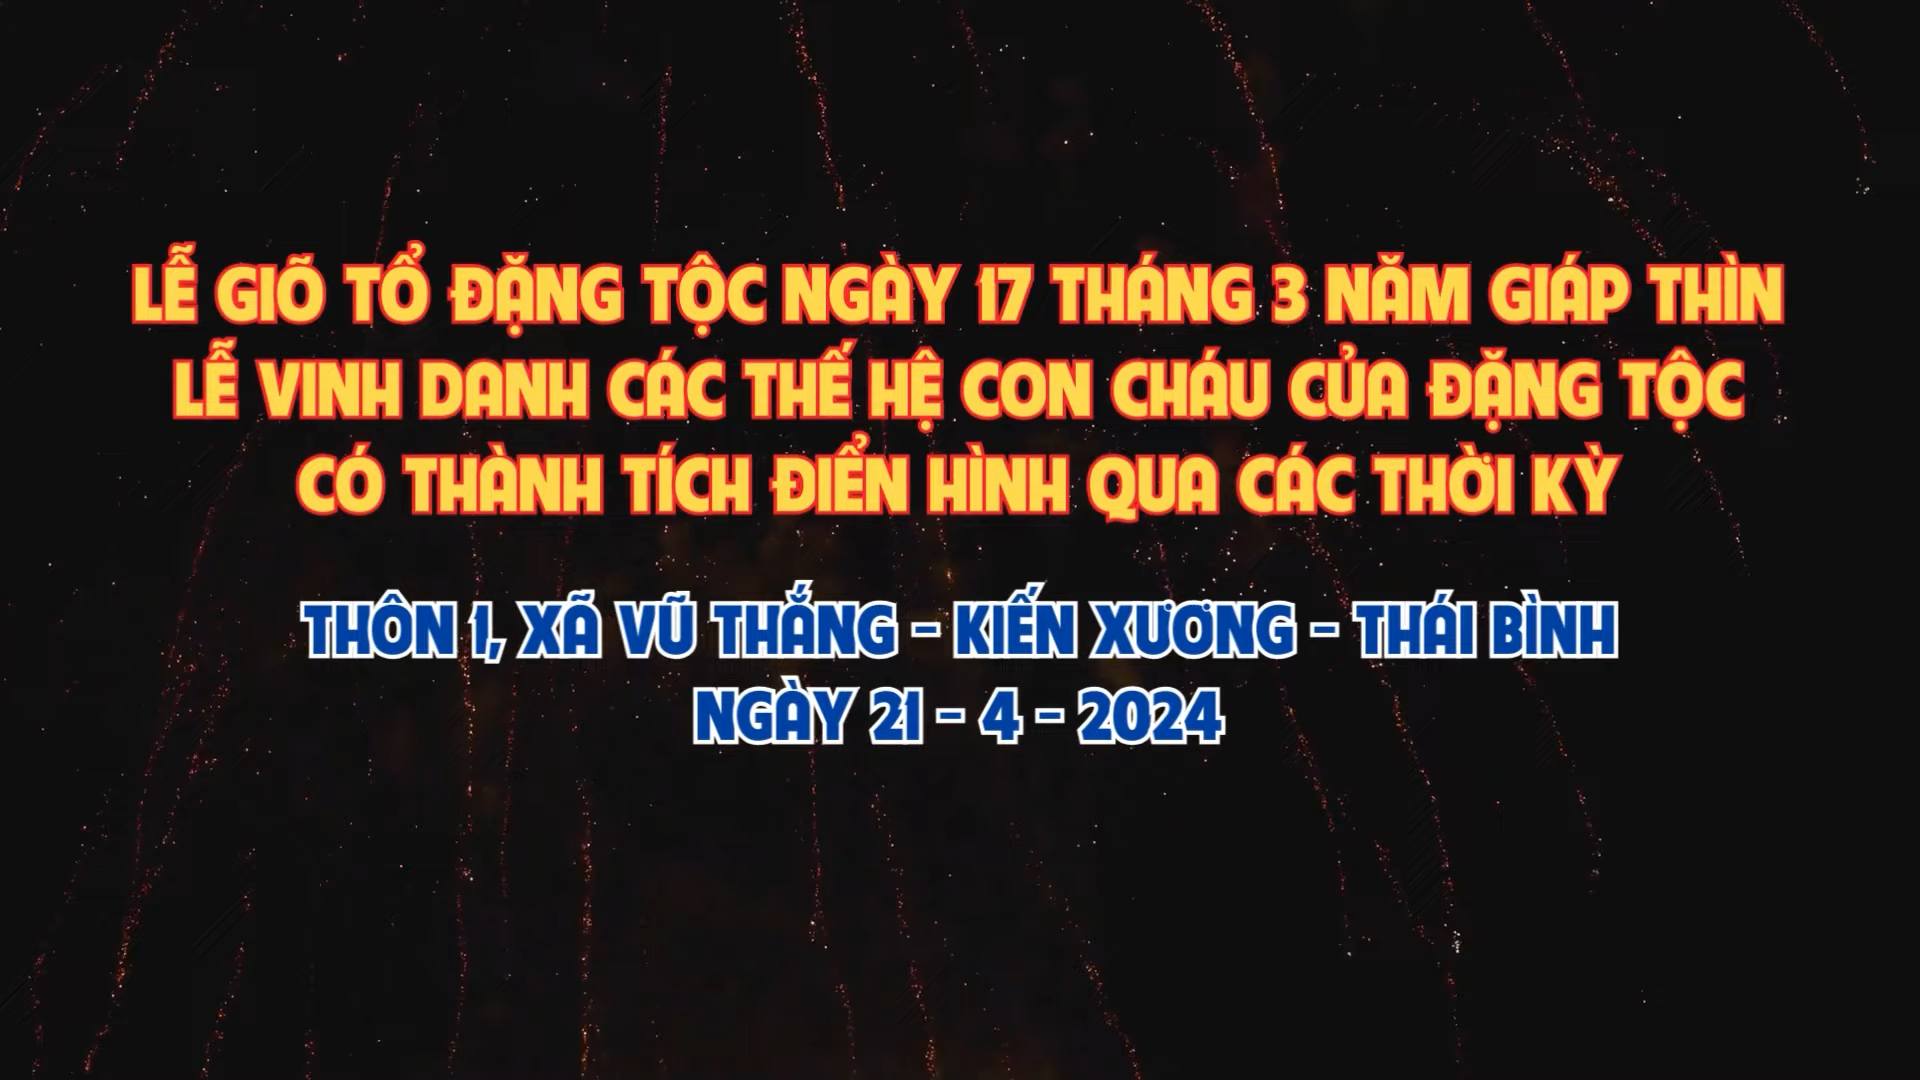 LỄ GIÕ TỔ ĐẶNG TỘC NGÀY 17 THÁNG 3 NĂM GIÁP THÌN
LỄ VINH DANH CÁC THẾ HỆ CON CHÁU CỦA ĐẶNG TỘC
CÓ THÀNH TÍCH ĐIỂN HÌNH QUA CÁC THỜI KỲ
THÔN 1, XÃ VŨ THẮNG - KIẾN XƯƠNG - THÁI BÌNH
NGÀY 21 - 4 - 2024